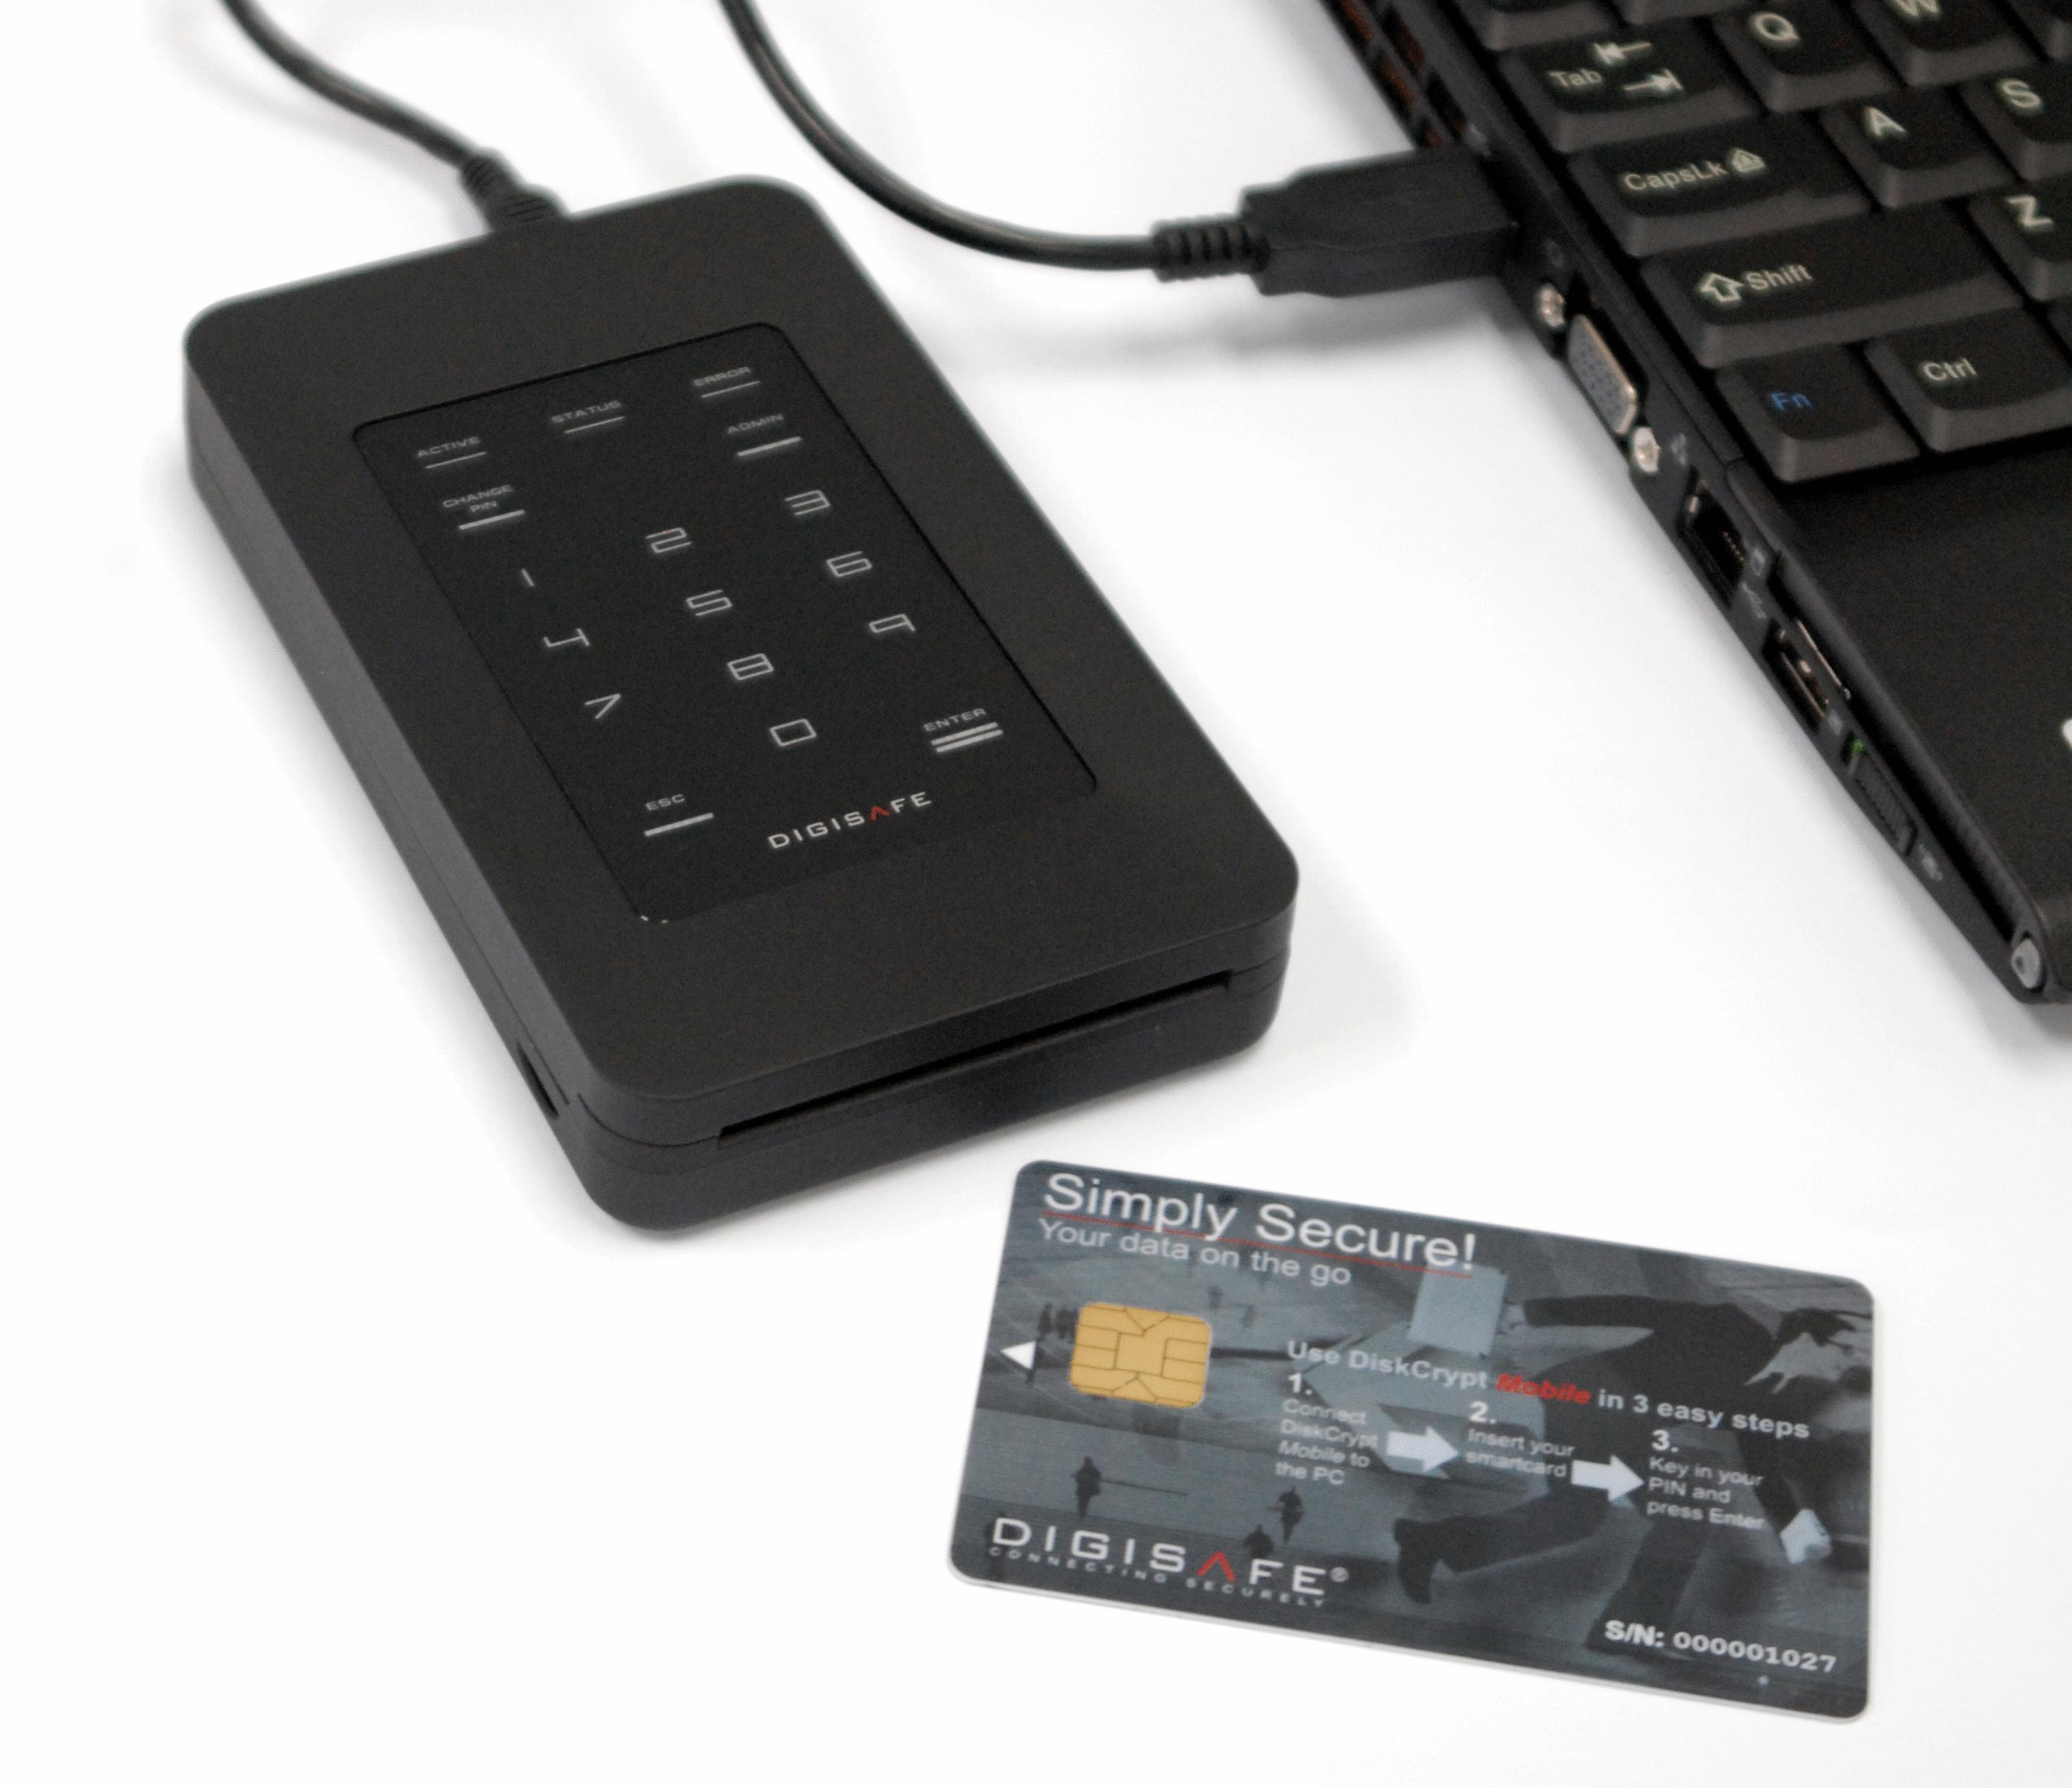 ACTIVE
STATUS
ERROR
CHANGE
PIN
ADMIN
1 2 3
4 5 6
7 8 9
0
ESC
ENTER
DIGISAFE
Tab
Q
W
CapsLk
A
S
Shift
Z
Fn
Ctrl
Simply Secure!
Your data on the go
Use DiskCrypt Mobile in 3 easy steps
1.
Connect
DiskCrypt
Mobile to
the PC
2.
Insert your
smartcard
3.
Key in your
PIN and
press Enter
DIGISAFE®
CONNECTING SECURELY
S/N: 000001027